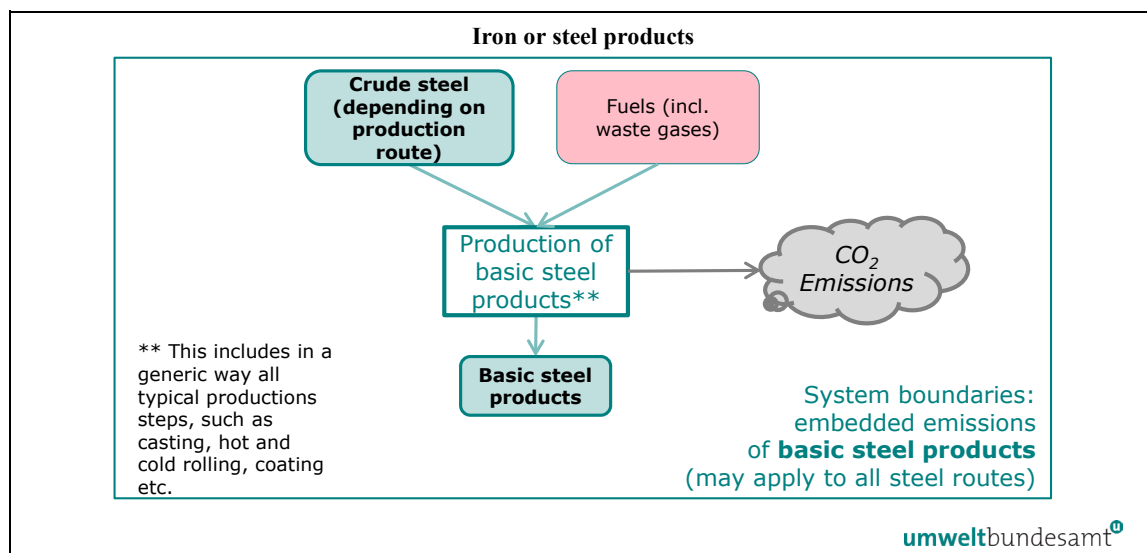 Iron or steel products
Crude steel
(depending on
production
route)
Fuels (incl.
waste gases)
Production of
basic steel
products**
CO2
Emissions
Basic steel
products
** This includes in a
generic way all
typical productions
steps, such as
casting, hot and
cold rolling, coating
etc.
System boundaries:
embedded emissions
of basic steel products
(may apply to all steel routes)
umweltbundesamt u